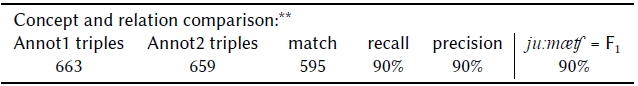 Concept and relation comparison:**
Annot1 triples Annot2 triples match recall precision ju:mætʃ = F₁
663 659 595 90% 90% 90%